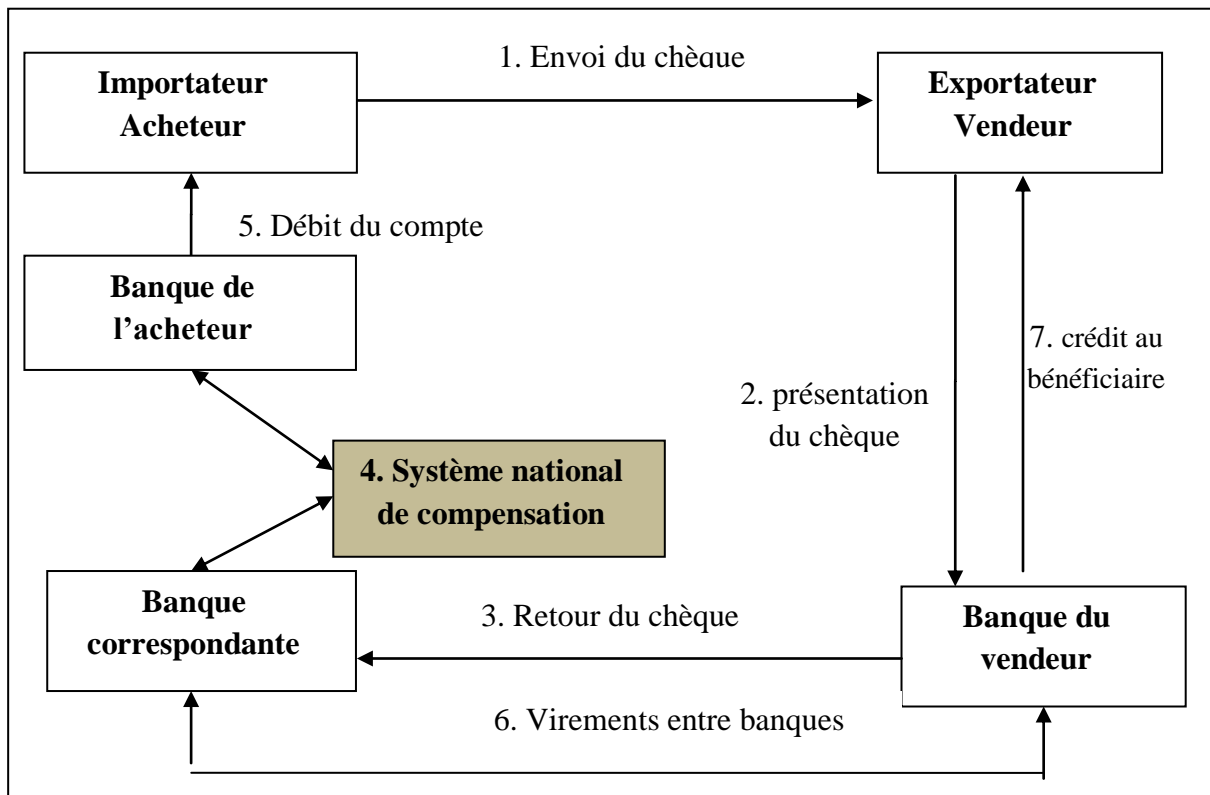 1. Envoi du chèque
Importateur
Acheteur
Exportateur
Vendeur
5. Débit du compte
Banque de
l’acheteur
2. présentation
du chèque
7. crédit au
bénéficiaire
4. Système national
de compensation
Banque
correspondante
3. Retour du chèque
Banque du
vendeur
6. Virements entre banques